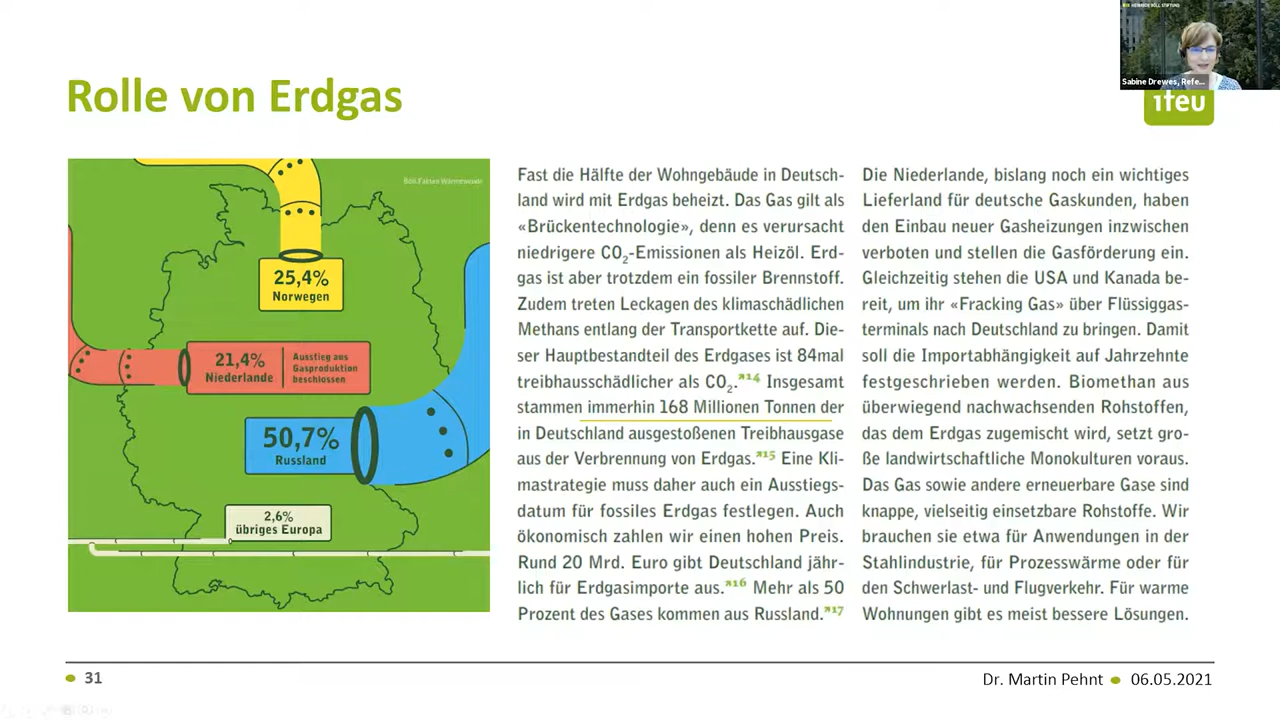 HEINRICH BÖLL STIFTUNG
Sabine Drewes, Refe...
ifeu
Rolle von Erdgas
Böll.Fakten Wärmewende
25,4%
Norwegen
21,4%
Niederlande
Ausstieg aus
Gasproduktion
beschlossen
50,7%
Russland
2,6%
übriges Europa
Fast die Hälfte der Wohngebäude in Deutsch-
land wird mit Erdgas beheizt. Das Gas gilt als
«Brückentechnologie», denn es verursacht
niedrigere CO₂-Emissionen als Heizöl. Erd-
gas ist aber trotzdem ein fossiler Brennstoff.
Zudem treten Leckagen des klimaschädlichen
Methans entlang der Transportkette auf. Die-
ser Hauptbestandteil des Erdgases ist 84mal
treibhausschädlicher als CO₂.↗14 Insgesamt
stammen immerhin 168 Millionen Tonnen der
in Deutschland ausgestoßenen Treibhausgase
aus der Verbrennung von Erdgas.↗15 Eine Kli-
mastrategie muss daher auch ein Ausstiegs-
datum für fossiles Erdgas festlegen. Auch
ökonomisch zahlen wir einen hohen Preis.
Rund 20 Mrd. Euro gibt Deutschland jähr-
lich für Erdgasimporte aus.↗16 Mehr als 50
Prozent des Gases kommen aus Russland.↗17
Die Niederlande, bislang noch ein wichtiges
Lieferland für deutsche Gaskunden, haben
den Einbau neuer Gasheizungen inzwischen
verboten und stellen die Gasförderung ein.
Gleichzeitig stehen die USA und Kanada be-
reit, um ihr «Fracking Gas» über Flüssiggas-
terminals nach Deutschland zu bringen. Damit
soll die Importabhängigkeit auf Jahrzehnte
festgeschrieben werden. Biomethan aus
überwiegend nachwachsenden Rohstoffen,
das dem Erdgas zugemischt wird, setzt gro-
ße landwirtschaftliche Monokulturen voraus.
Das Gas sowie andere erneuerbare Gase sind
knappe, vielseitig einsetzbare Rohstoffe. Wir
brauchen sie etwa für Anwendungen in der
Stahlindustrie, für Prozesswärme oder für
den Schwerlast- und Flugverkehr. Für warme
Wohnungen gibt es meist bessere Lösungen.
31
Dr. Martin Pehnt
06.05.2021